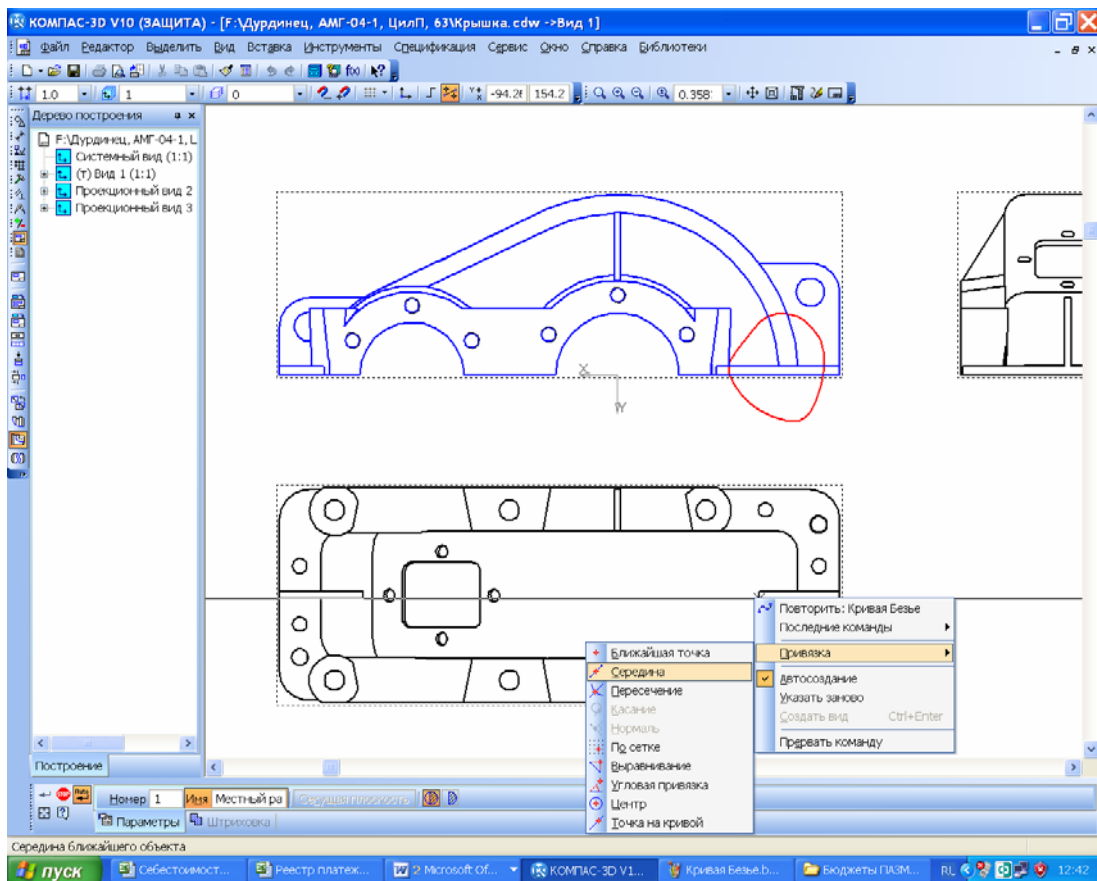 КОМПАС-3D V10 (ЗАЩИТА) - [F:\Дурдинец, АМГ-04-1, ЦилП, 63\Крышка.cdw ->Вид 1]
Файл Редактор Выделить Вид Вставка Инструменты Спецификация Сервис Окно Справка Библиотеки
f(x)
1.0 1 0 -94.26 154.2 0.358
Дерево построения
F:\Дурдинец, АМГ-04-1, L
Системный вид (1:1)
(т) Вид 1 (1:1)
Проекционный вид 2
Проекционный вид 3
X
Y
Повторить: Кривая Безье
Последние команды
Привязка
Автосоздание
Указать заново
Создать вид Ctrl+Enter
Прервать команду
Ближайшая точка
Середина
Пересечение
Касание
Нормаль
По сетке
Выравнивание
Угловая привязка
Центр
Точка на кривой
Построение
STOP Auto Номер 1 Имя Местный ра Секущая плоскость
Параметры Штриховка
Середина ближайшего объекта
пуск Себестоимост... Реестр платеж... 2 Microsoft Of... КОМПАС-3D V1... Кривая Безье.b... Бюджеты ПАЗМ... RL 12:42